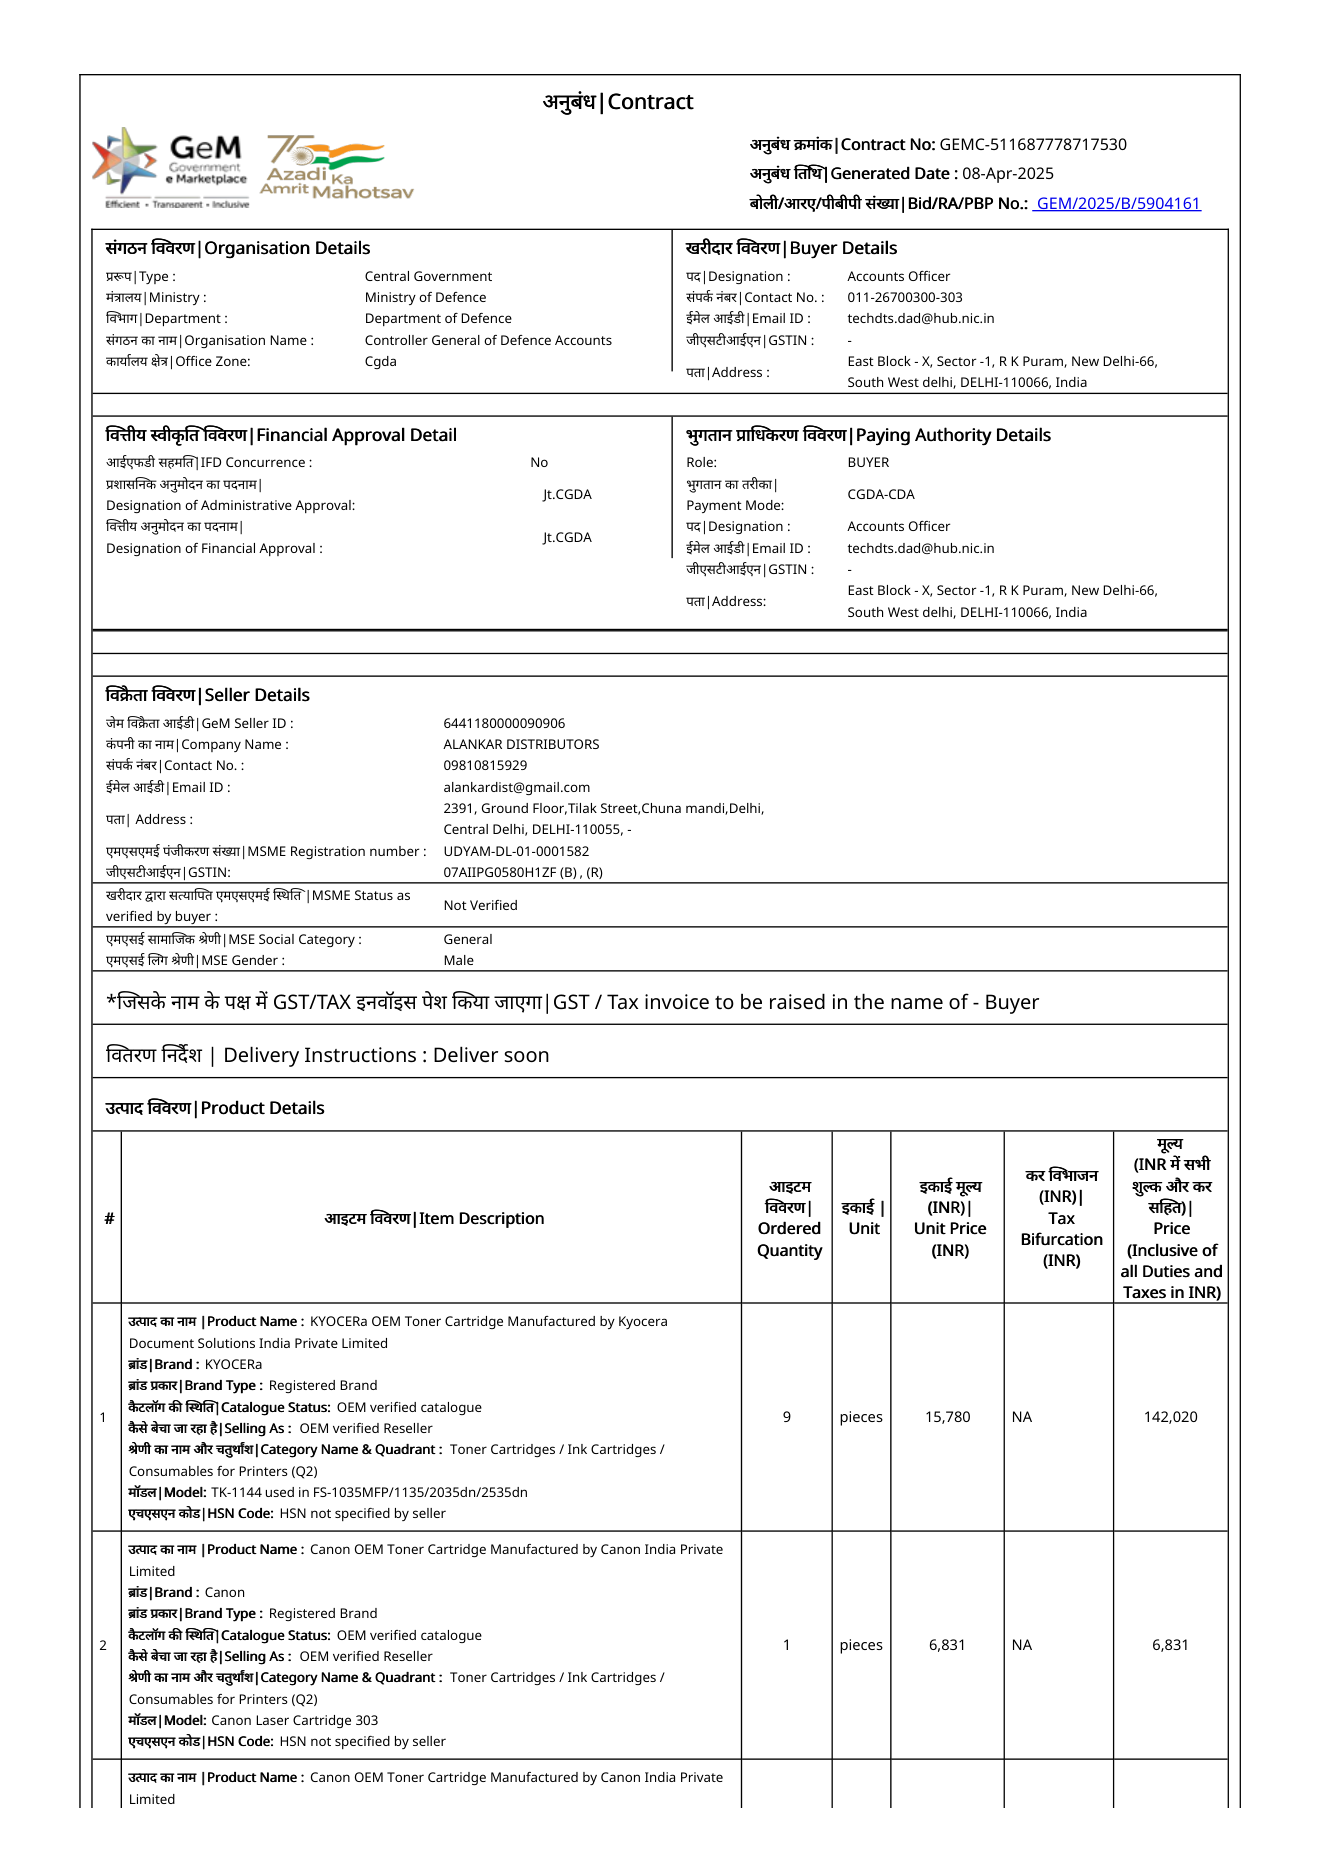 अनुबंध|Contract
GeM
Government
e Marketplace
Efficient • Transparent • Inclusive
75
Azadi Ka
Amrit Mahotsav
अनुबंध क्रमांक|Contract No: GEMC-511687778717530
अनुबंध तिथि|Generated Date : 08-Apr-2025
बोली/आरए/पीबीपी संख्या|Bid/RA/PBP No.: GEM/2025/B/5904161
संगठन विवरण|Organisation Details
प्ररूप|Type : Central Government
मंत्रालय|Ministry : Ministry of Defence
विभाग|Department : Department of Defence
संगठन का नाम|Organisation Name : Controller General of Defence Accounts
कार्यालय क्षेत्र|Office Zone: Cgda
खरीदार विवरण|Buyer Details
पद|Designation : Accounts Officer
संपर्क नंबर|Contact No. : 011-26700300-303
ईमेल आईडी|Email ID : techdts.dad@hub.nic.in
जीएसटीआईएन|GSTIN : -
पता|Address : East Block - X, Sector -1, R K Puram, New Delhi-66,
South West delhi, DELHI-110066, India
वित्तीय स्वीकृति विवरण|Financial Approval Detail
आईएफडी सहमति|IFD Concurrence : No
प्रशासनिक अनुमोदन का पदनाम|
Designation of Administrative Approval: Jt.CGDA
वित्तीय अनुमोदन का पदनाम|
Designation of Financial Approval : Jt.CGDA
भुगतान प्राधिकरण विवरण|Paying Authority Details
Role: BUYER
भुगतान का तरीका|
Payment Mode: CGDA-CDA
पद|Designation : Accounts Officer
ईमेल आईडी|Email ID : techdts.dad@hub.nic.in
जीएसटीआईएन|GSTIN : -
पता|Address: East Block - X, Sector -1, R K Puram, New Delhi-66,
South West delhi, DELHI-110066, India
विक्रेता विवरण|Seller Details
जेम विक्रेता आईडी|GeM Seller ID : 6441180000090906
कंपनी का नाम|Company Name : ALANKAR DISTRIBUTORS
संपर्क नंबर|Contact No. : 09810815929
ईमेल आईडी|Email ID : alankardist@gmail.com
पता| Address : 2391, Ground Floor,Tilak Street,Chuna mandi,Delhi,
Central Delhi, DELHI-110055, -
एमएसएमई पंजीकरण संख्या|MSME Registration number : UDYAM-DL-01-0001582
जीएसटीआईएन|GSTIN: 07AIIPG0580H1ZF (B) , (R)
खरीदार द्वारा सत्यापित एमएसएमई स्थिति|MSME Status as
verified by buyer : Not Verified
एमएसई सामाजिक श्रेणी|MSE Social Category : General
एमएसई लिंग श्रेणी|MSE Gender : Male
*जिसके नाम के पक्ष में GST/TAX इनवॉइस पेश किया जाएगा|GST / Tax invoice to be raised in the name of - Buyer
वितरण निर्देश | Delivery Instructions : Deliver soon
उत्पाद विवरण|Product Details
#
आइटम विवरण|Item Description
आइटम
विवरण|
Ordered
Quantity
इकाई |
Unit
इकाई मूल्य
(INR)|
Unit Price
(INR)
कर विभाजन
(INR)|
Tax
Bifurcation
(INR)
मूल्य
(INR में सभी
शुल्क और कर
सहित)|
Price
(Inclusive of
all Duties and
Taxes in INR)
उत्पाद का नाम |Product Name : KYOCERa OEM Toner Cartridge Manufactured by Kyocera
Document Solutions India Private Limited
ब्रांड|Brand : KYOCERa
ब्रांड प्रकार|Brand Type : Registered Brand
कैटलॉग की स्थिति|Catalogue Status: OEM verified catalogue
1 9 pieces 15,780 NA 142,020
कैसे बेचा जा रहा है|Selling As : OEM verified Reseller
श्रेणी का नाम और चतुर्थांश|Category Name & Quadrant : Toner Cartridges / Ink Cartridges /
Consumables for Printers (Q2)
मॉडल|Model: TK-1144 used in FS-1035MFP/1135/2035dn/2535dn
एचएसएन कोड|HSN Code: HSN not specified by seller
उत्पाद का नाम |Product Name : Canon OEM Toner Cartridge Manufactured by Canon India Private
Limited
ब्रांड|Brand : Canon
ब्रांड प्रकार|Brand Type : Registered Brand
कैटलॉग की स्थिति|Catalogue Status: OEM verified catalogue
2 1 pieces 6,831 NA 6,831
कैसे बेचा जा रहा है|Selling As : OEM verified Reseller
श्रेणी का नाम और चतुर्थांश|Category Name & Quadrant : Toner Cartridges / Ink Cartridges /
Consumables for Printers (Q2)
मॉडल|Model: Canon Laser Cartridge 303
एचएसएन कोड|HSN Code: HSN not specified by seller
उत्पाद का नाम |Product Name : Canon OEM Toner Cartridge Manufactured by Canon India Private
Limited